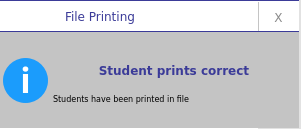 File Printing
X
Student prints correct
i
Students have been printed in file